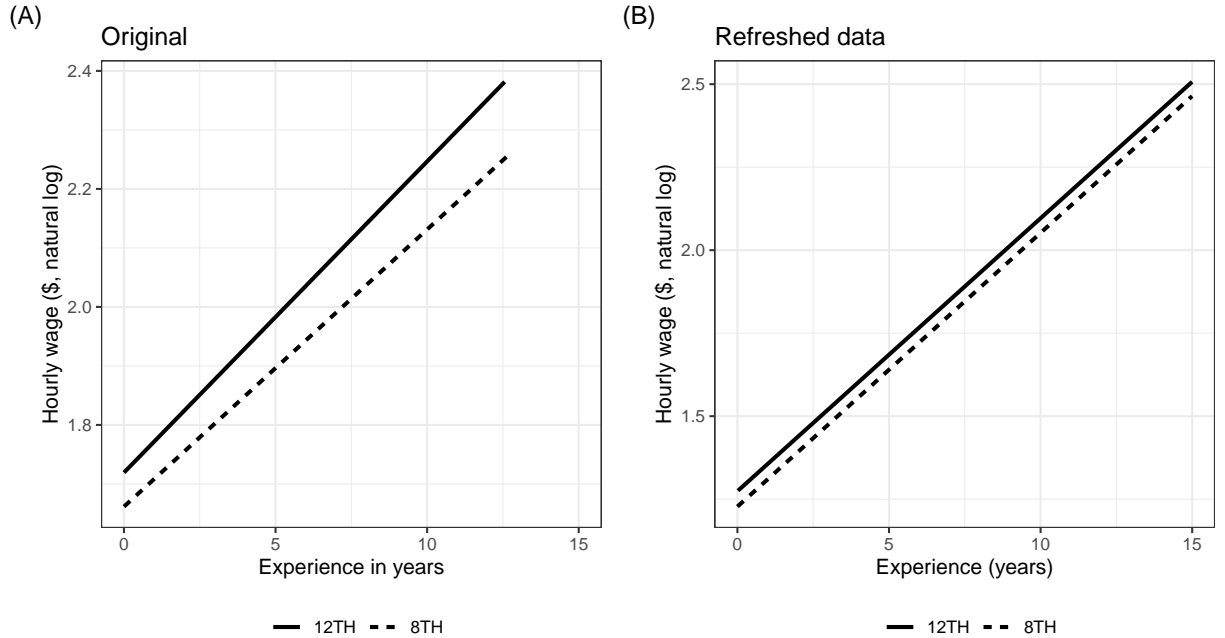 (A)
Original
Hourly wage ($, natural log)
2.4
2.2
2.0
1.8
0 5 10 15
Experience in years
12TH 8TH
(B)
Refreshed data
Hourly wage ($, natural log)
2.5
2.0
1.5
0 5 10 15
Experience (years)
12TH 8TH